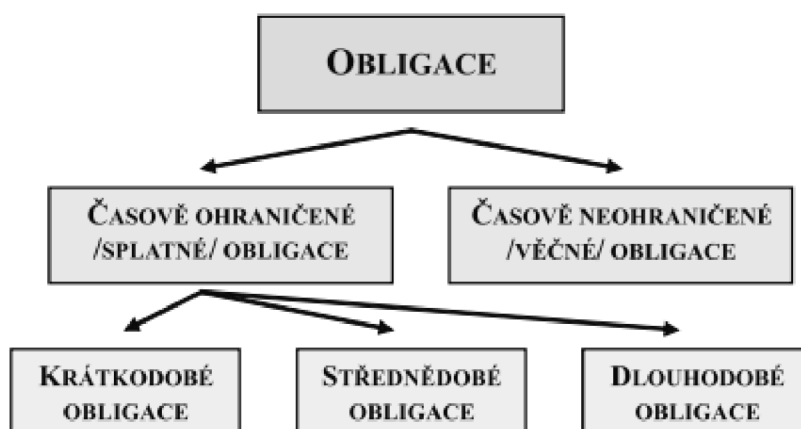 OBLIGACE
ČASOVĚ OHRANIČENÉ
/SPLATNÉ/ OBLIGACE
ČASOVĚ NEOHRANIČENÉ
/VĚČNÉ/ OBLIGACE
KRÁTKODOBÉ
OBLIGACE
STŘEDNĚDOBÉ
OBLIGACE
DLOUHODOBÉ
OBLIGACE